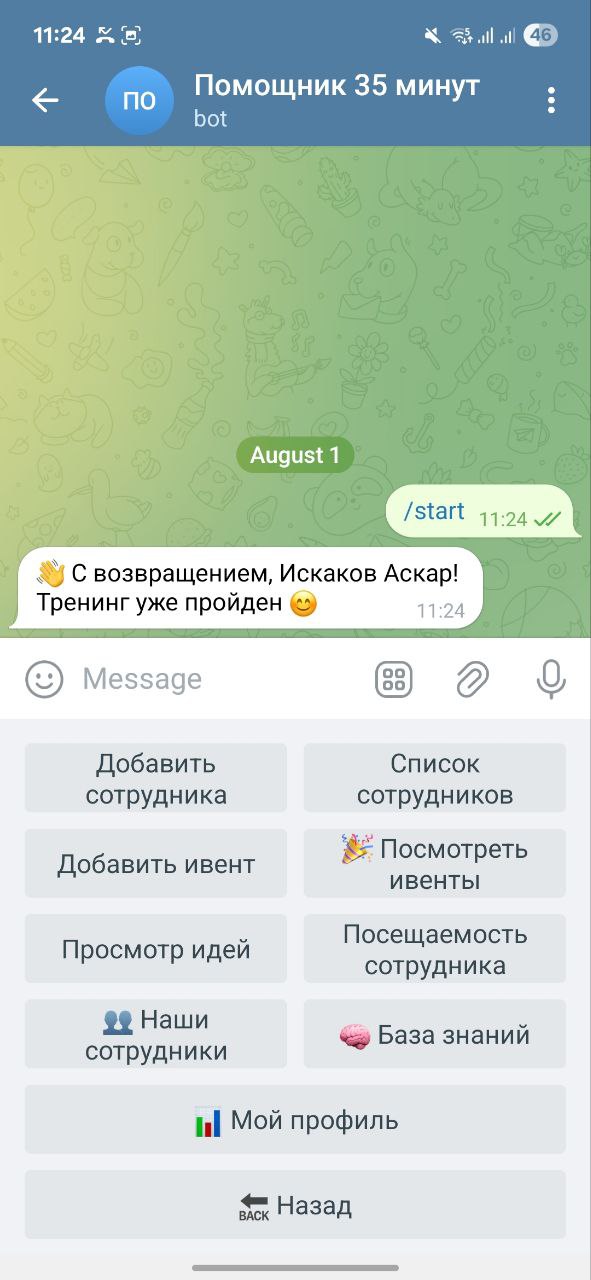 11:24
46
ПО
Помощник 35 минут
bot
August 1
/start 11:24
👋 С возвращением, Искаков Аскар!
Тренинг уже пройден 😊 11:24
Message
Добавить
сотрудника
Список
сотрудников
Добавить ивент
🎉 Посмотреть
ивенты
Просмотр идей
Посещаемость
сотрудника
👥 Наши
сотрудники
🧠 База знаний
📊 Мой профиль
🔙 Назад